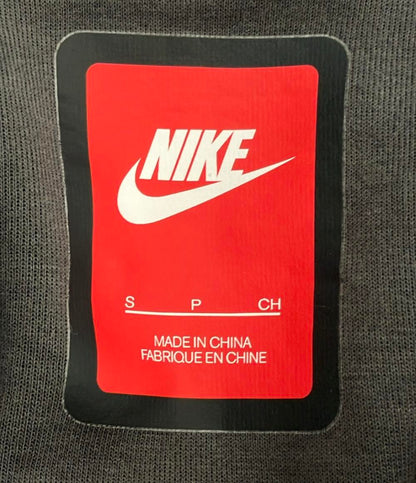 NIKE
S P CH
MADE IN CHINA
FABRIQUE EN CHINE